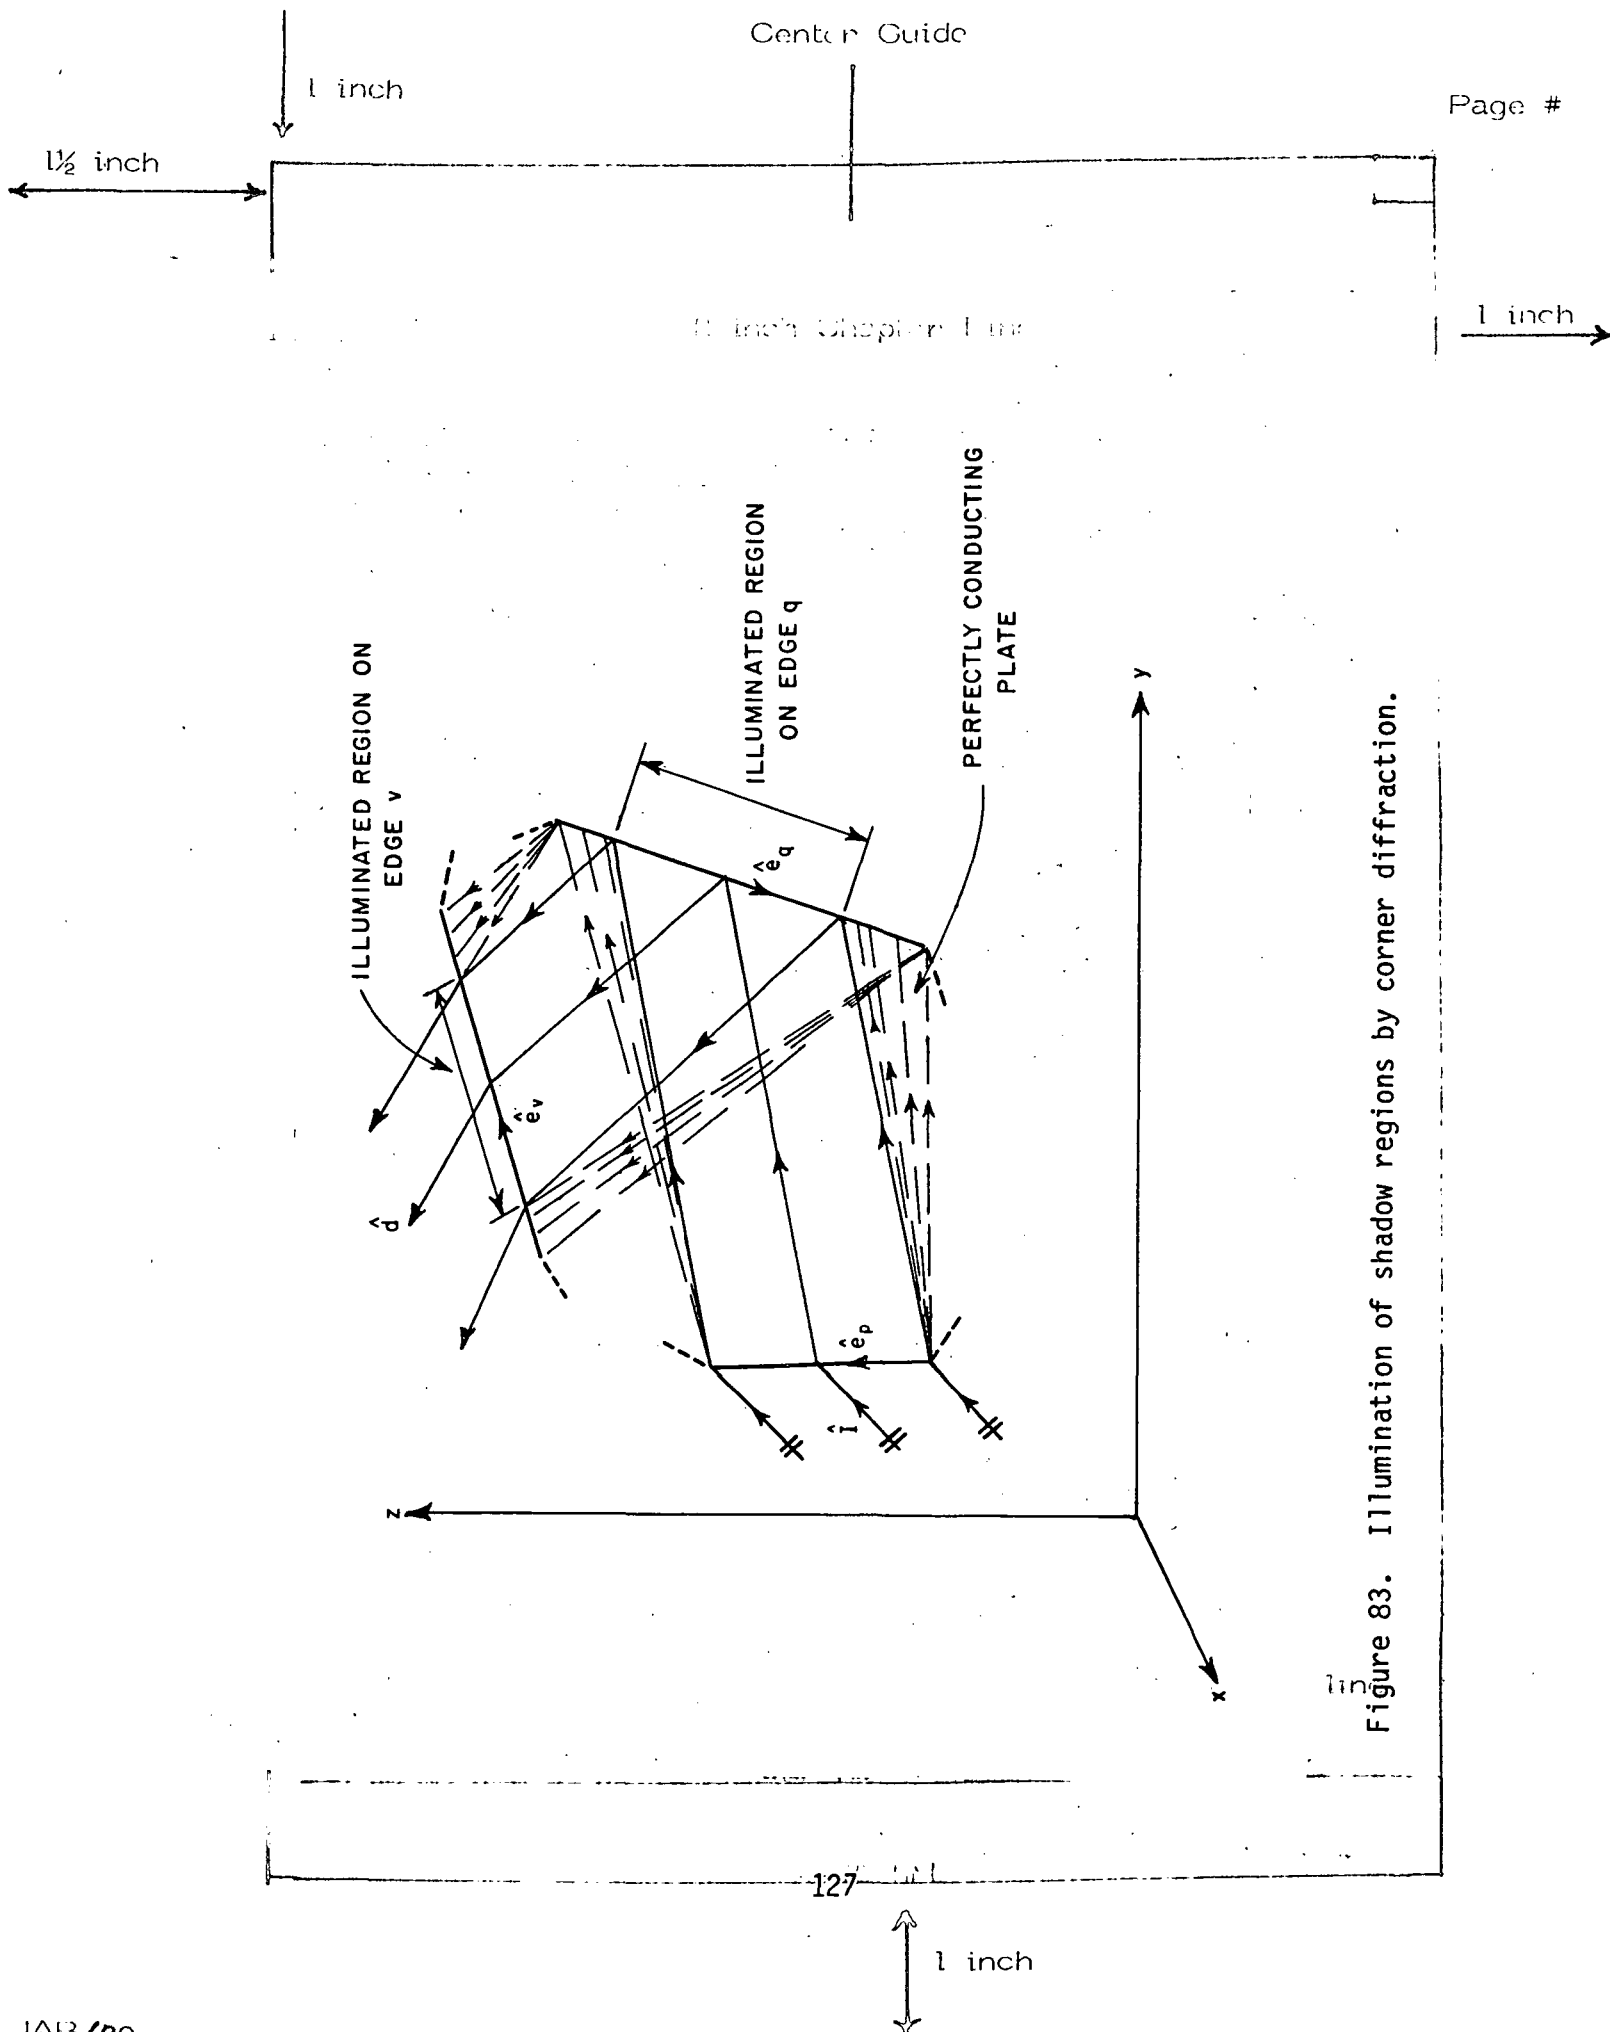 Center Guide
1 inch
Page #
1½ inch
1 inch
ILLUMINATED REGION ON
EDGE v
ILLUMINATED REGION
ON EDGE q
PERFECTLY CONDUCTING
PLATE
y
ê_q
ê_v
d̂
ê_p
Î
z
x
Figure 83. Illumination of shadow regions by corner diffraction.
127
1 inch